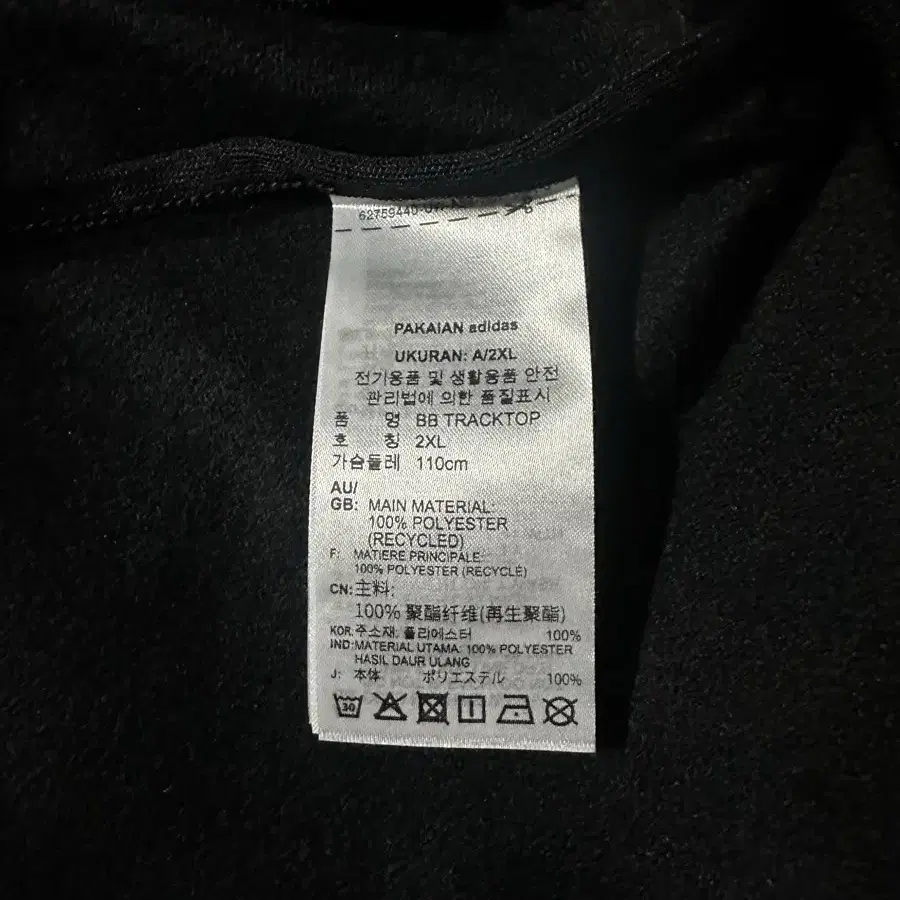 PAKAIAN adidas
UKURAN: A/2XL
전기용품 및 생활용품 안전
관리법에 의한 품질표시
품 명 BB TRACKTOP
호 칭 2XL
가슴둘레 110cm
AU/
GB: MAIN MATERIAL:
100% POLYESTER
(RECYCLED)
F: MATIERE PRINCIPALE:
100% POLYESTER (RECYCLÉ)
CN: 主料:
100% 聚酯纤维(再生聚酯)
KOR: 주소재: 폴리에스터 100%
IND: MATERIAL UTAMA: 100% POLYESTER
HASIL DAUR ULANG
J: 本体 ポリエステル 100%
30